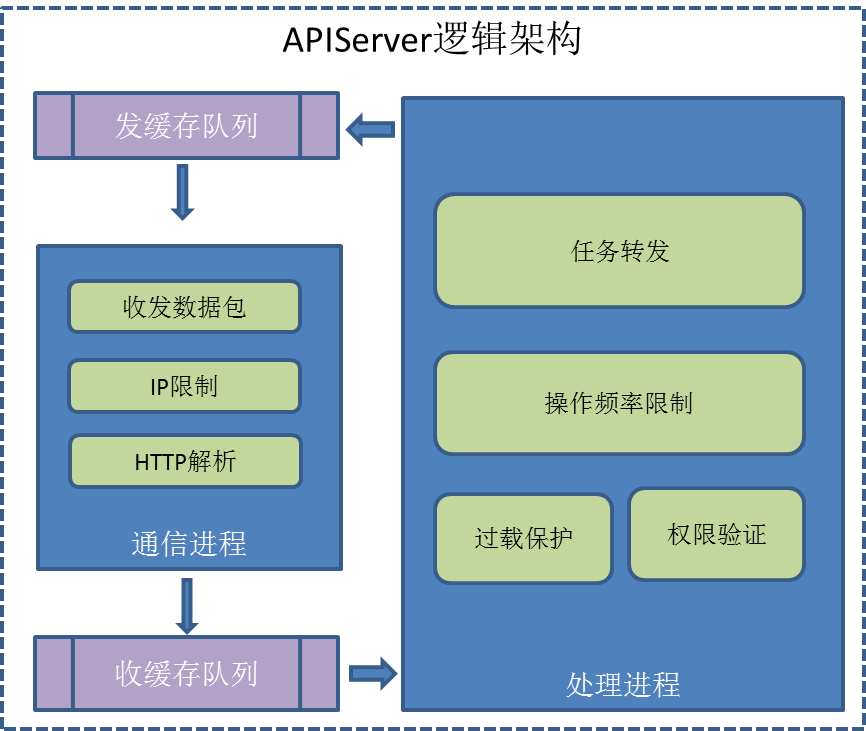 APIServer逻辑架构
发缓存队列
收发数据包
IP限制
HTTP解析
通信进程
收缓存队列
任务转发
操作频率限制
过载保护
权限验证
处理进程